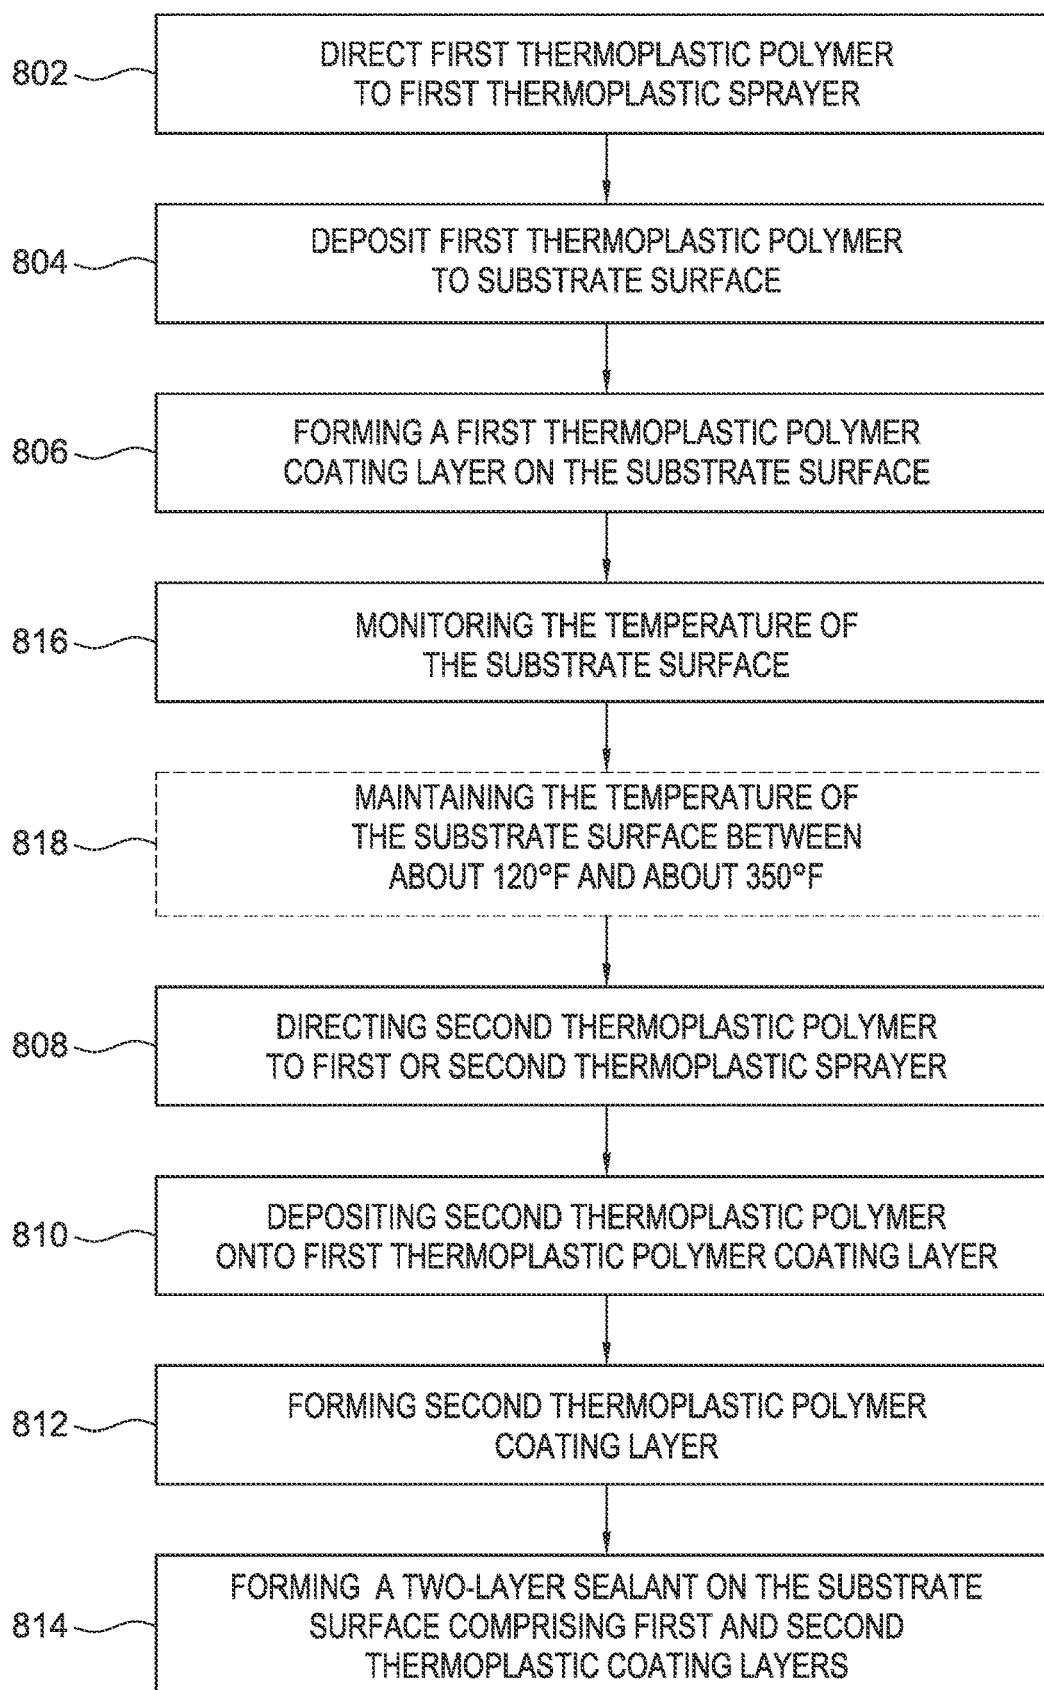 802
DIRECT FIRST THERMOPLASTIC POLYMER
TO FIRST THERMOPLASTIC SPRAYER
804
DEPOSIT FIRST THERMOPLASTIC POLYMER
TO SUBSTRATE SURFACE
806
FORMING A FIRST THERMOPLASTIC POLYMER
COATING LAYER ON THE SUBSTRATE SURFACE
816
MONITORING THE TEMPERATURE OF
THE SUBSTRATE SURFACE
818
MAINTAINING THE TEMPERATURE OF
THE SUBSTRATE SURFACE BETWEEN
ABOUT 120°F AND ABOUT 350°F
808
DIRECTING SECOND THERMOPLASTIC POLYMER
TO FIRST OR SECOND THERMOPLASTIC SPRAYER
810
DEPOSITING SECOND THERMOPLASTIC POLYMER
ONTO FIRST THERMOPLASTIC POLYMER COATING LAYER
812
FORMING SECOND THERMOPLASTIC POLYMER
COATING LAYER
814
FORMING A TWO-LAYER SEALANT ON THE SUBSTRATE
SURFACE COMPRISING FIRST AND SECOND
THERMOPLASTIC COATING LAYERS